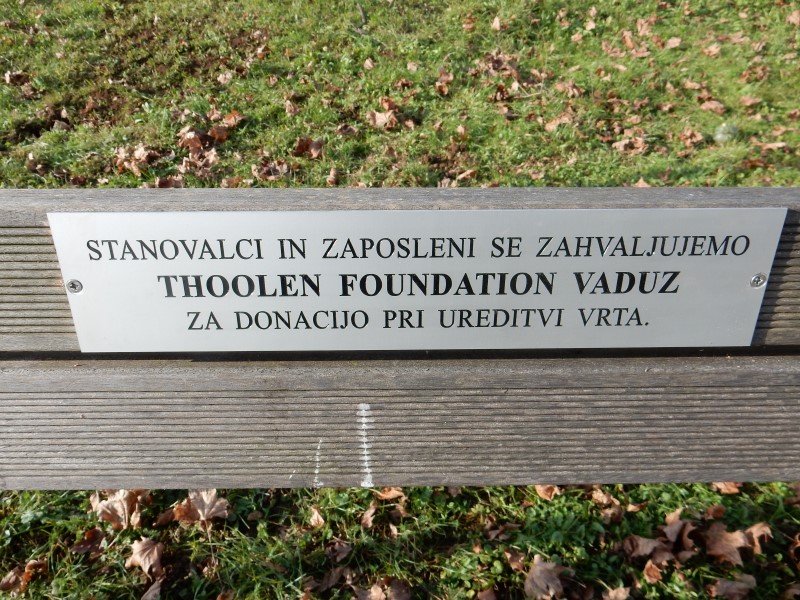 STANOVALCI IN ZAPOSLENI SE ZAHVALJUJEMO
THOOLEN FOUNDATION VADUZ
ZA DONACIJO PRI UREDITVI VRTA.